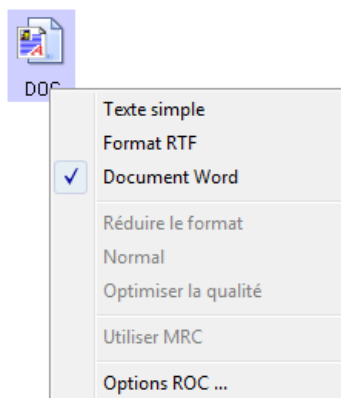 DOC
Texte simple
Format RTF
Document Word
Réduire le format
Normal
Optimiser la qualité
Utiliser MRC
Options ROC ...